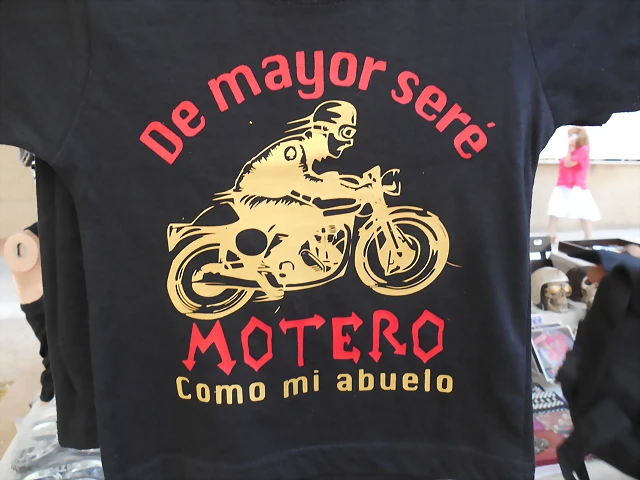 De mayor seré
MOTERO
Como mi abuelo